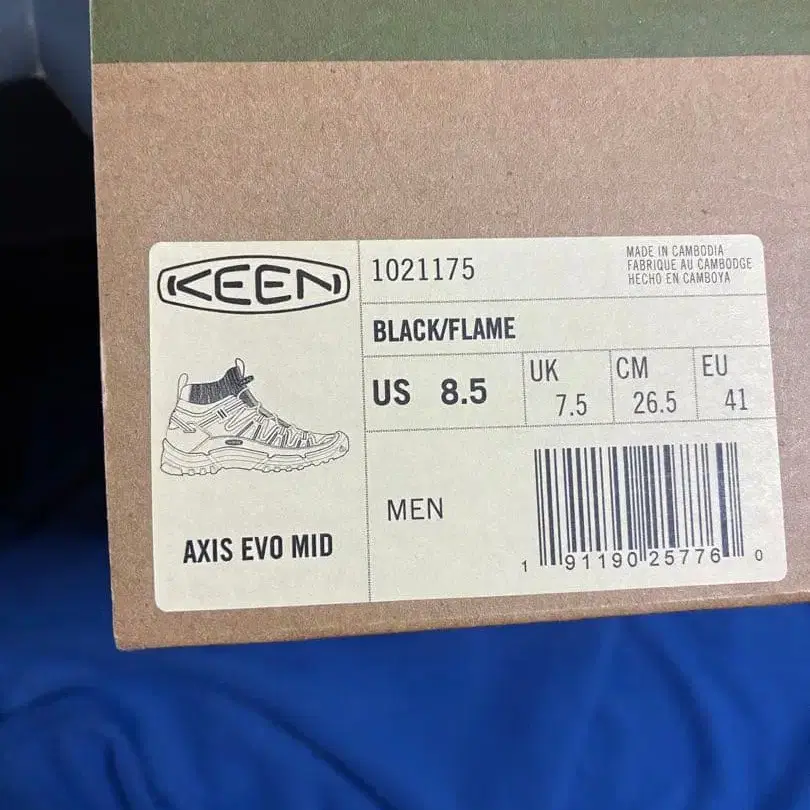 KEEN
1021175
MADE IN CAMBODIA
FABRIQUE AU CAMBODGE
HECHO EN CAMBOYA
BLACK/FLAME
US 8.5
UK 7.5
CM 26.5
EU 41
MEN
AXIS EVO MID
1 91190 25776 0